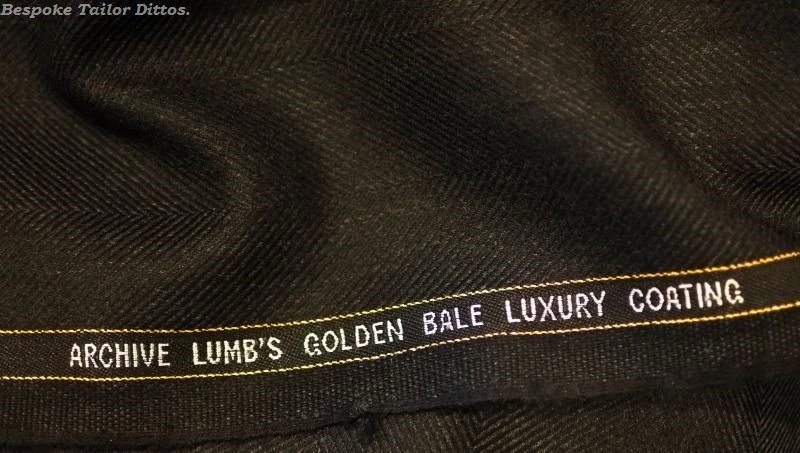 Bespoke Tailor Dittos.
ARCHIVE LUMB'S GOLDEN BALE LUXURY COATING